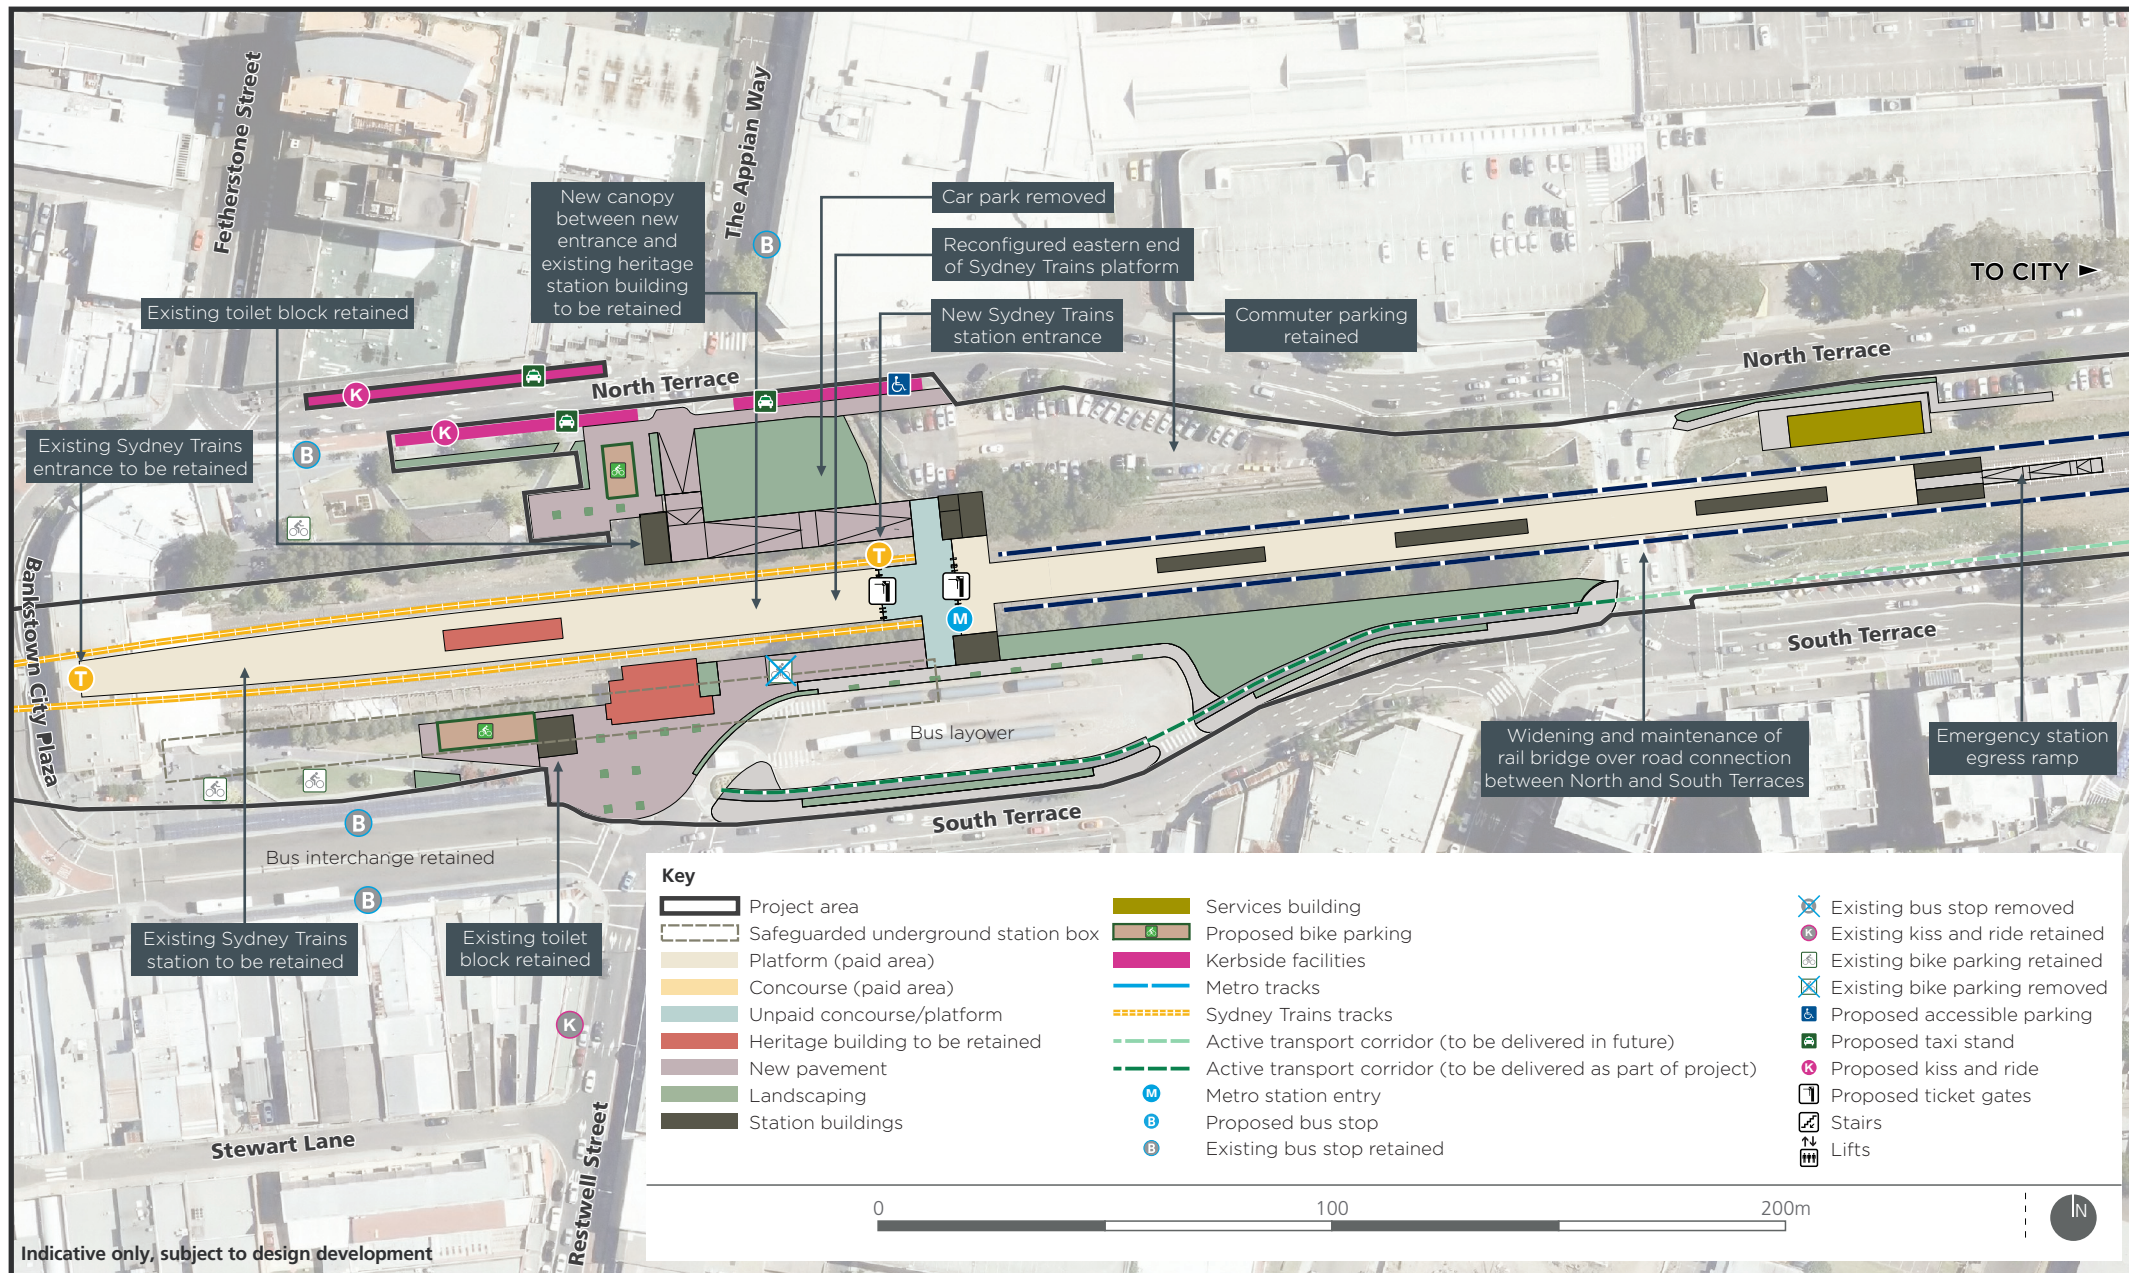 Fetherstone Street
The Appian Way
New canopy
between new
entrance and
existing heritage
station building
to be retained
Car park removed
Reconfigured eastern end
of Sydney Trains platform
New Sydney Trains
station entrance
Commuter parking
retained
TO CITY
Existing toilet block retained
North Terrace
North Terrace
K
K
B
B
Existing Sydney Trains
entrance to be retained
T
T
M
Bankstown City Plaza
South Terrace
Bus layover
Widening and maintenance of
rail bridge over road connection
between North and South Terraces
Emergency station
egress ramp
South Terrace
B
Bus interchange retained
B
Existing Sydney Trains
station to be retained
Existing toilet
block retained
K
Stewart Lane
Restwell Street
Key
Project area
Safeguarded underground station box
Platform (paid area)
Concourse (paid area)
Unpaid concourse/platform
Heritage building to be retained
New pavement
Landscaping
Station buildings
Services building
Proposed bike parking
Kerbside facilities
Metro tracks
Sydney Trains tracks
Active transport corridor (to be delivered in future)
Active transport corridor (to be delivered as part of project)
M Metro station entry
B Proposed bus stop
B Existing bus stop retained
Existing bus stop removed
K Existing kiss and ride retained
Existing bike parking retained
Existing bike parking removed
Proposed accessible parking
Proposed taxi stand
K Proposed kiss and ride
Proposed ticket gates
Stairs
Lifts
0 100 200m
N
Indicative only, subject to design development